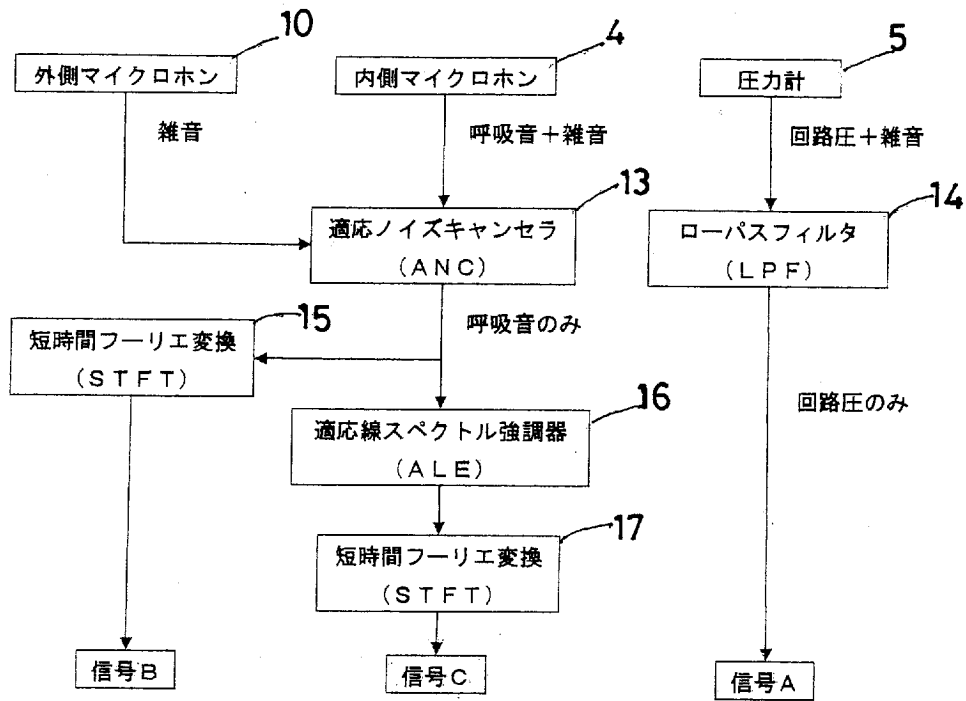 10
4
5
外側マイクロホン
内側マイクロホン
圧力計
雑音
呼吸音＋雑音
回路圧＋雑音
13
14
適応ノイズキャンセラ
（ＡＮＣ）
ローパスフィルタ
（ＬＰＦ）
15
呼吸音のみ
短時間フーリエ変換
（ＳＴＦＴ）
16
回路圧のみ
適応線スペクトル強調器
（ＡＬＥ）
17
短時間フーリエ変換
（ＳＴＦＴ）
信号Ｂ
信号Ｃ
信号Ａ